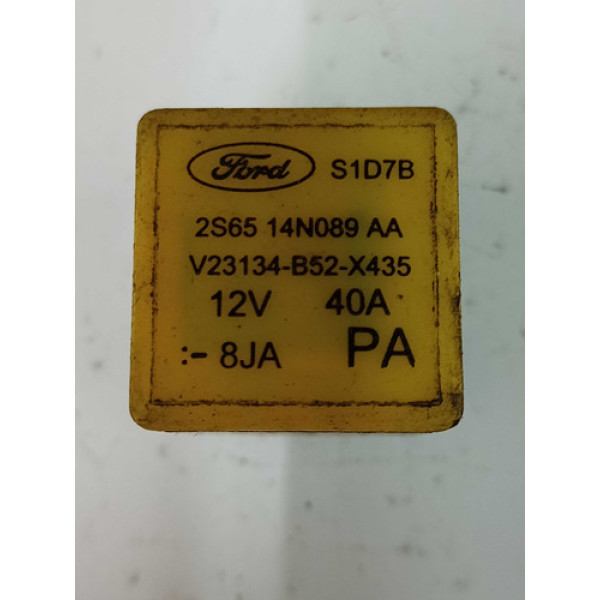 Ford S1D7B
2S65 14N089 AA
V23134-B52-X435
12V 40A
:- 8JA PA